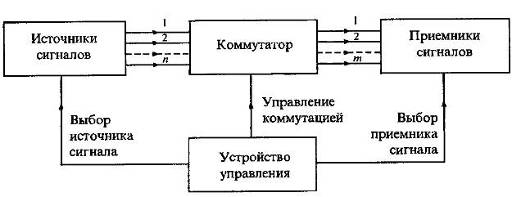 Источники
сигналов
1
2
n
Коммутатор
1
2
m
Приемники
сигналов
Выбор
источника
сигнала
Управление
коммутацией
Выбор
приемника
сигнала
Устройство
управления